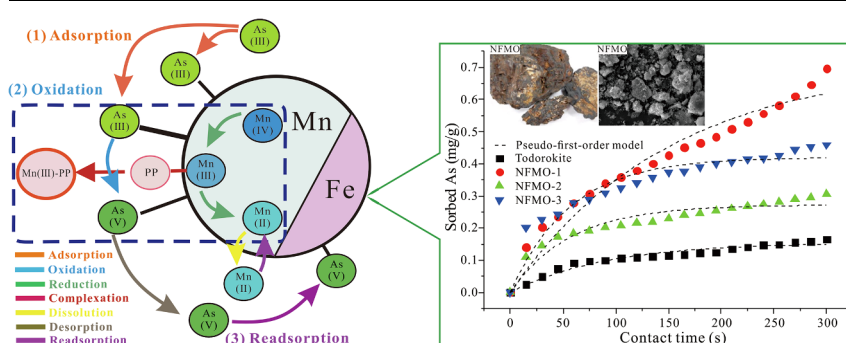 (1) Adsorption
As
(III)
As
(III)
(2) Oxidation
As
(III)
Mn
(IV)
Mn
Mn(III)-PP
PP
Mn
(III)
Fe
As
(V)
Mn
(II)
Mn
(II)
As
(V)
As
(V)
(3) Readsorption
Adsorption
Oxidation
Reduction
Complexation
Dissolution
Desorption
Readsorption
NFMO
NFMO
Pseudo-first-order model
Todorokite
NFMO-1
NFMO-2
NFMO-3
Sorbed As (mg/g)
0.7
0.6
0.5
0.4
0.3
0.2
0.1
0.0
0
50
100
150
200
250
300
Contact time (s)